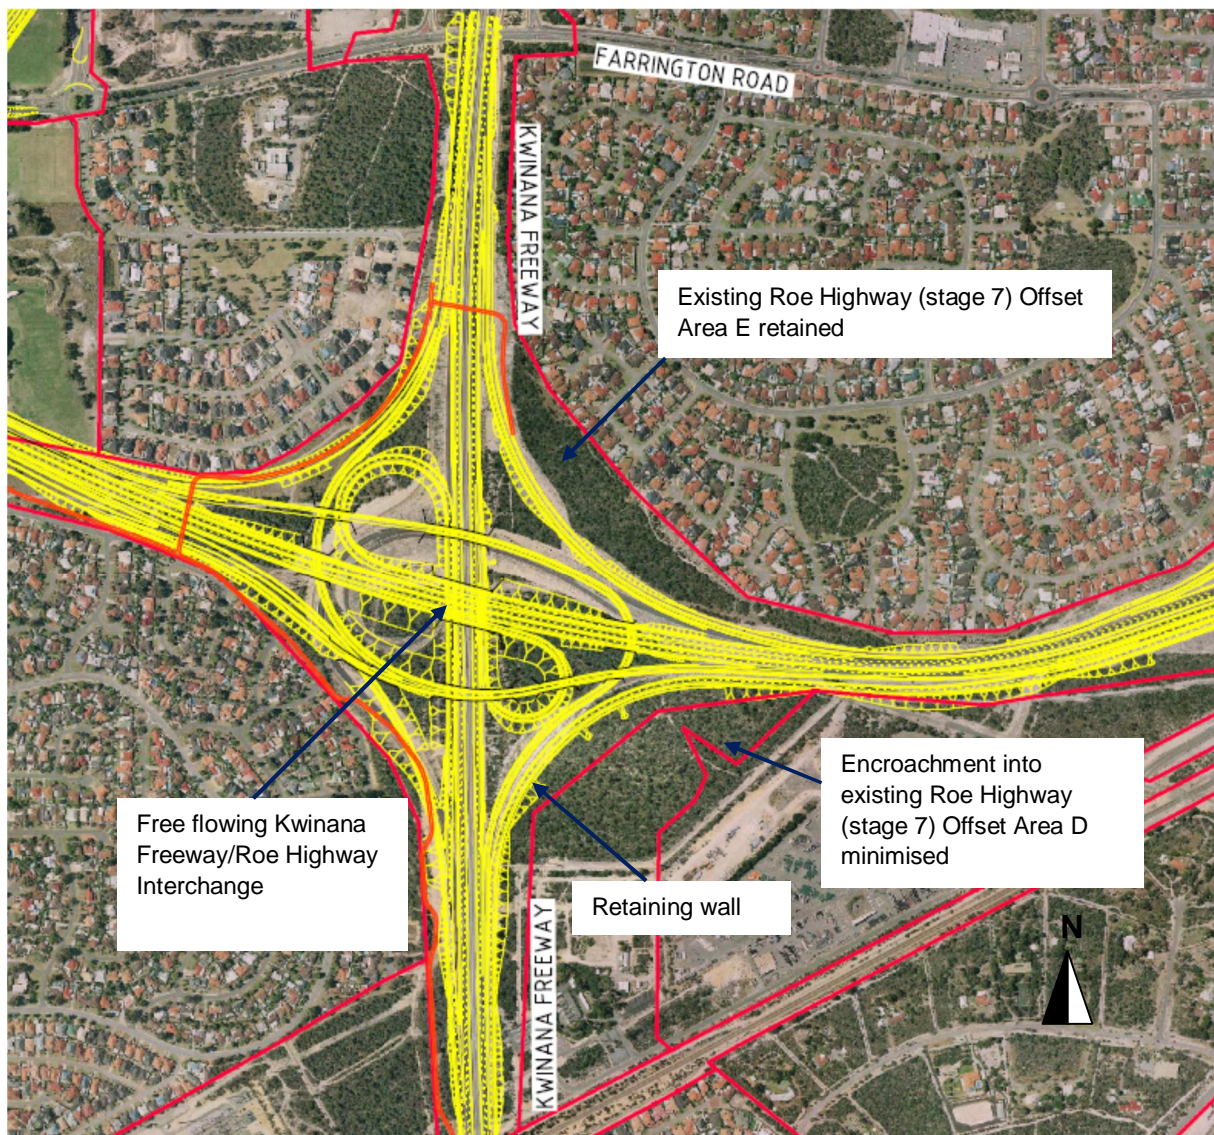 FARRINGTON ROAD
KWINANA FREEWAY
Existing Roe Highway (stage 7) Offset
Area E retained
Encroachment into
existing Roe Highway
(stage 7) Offset Area D
minimised
Free flowing Kwinana
Freeway/Roe Highway
Interchange
Retaining wall
KWINANA FREEWAY
N